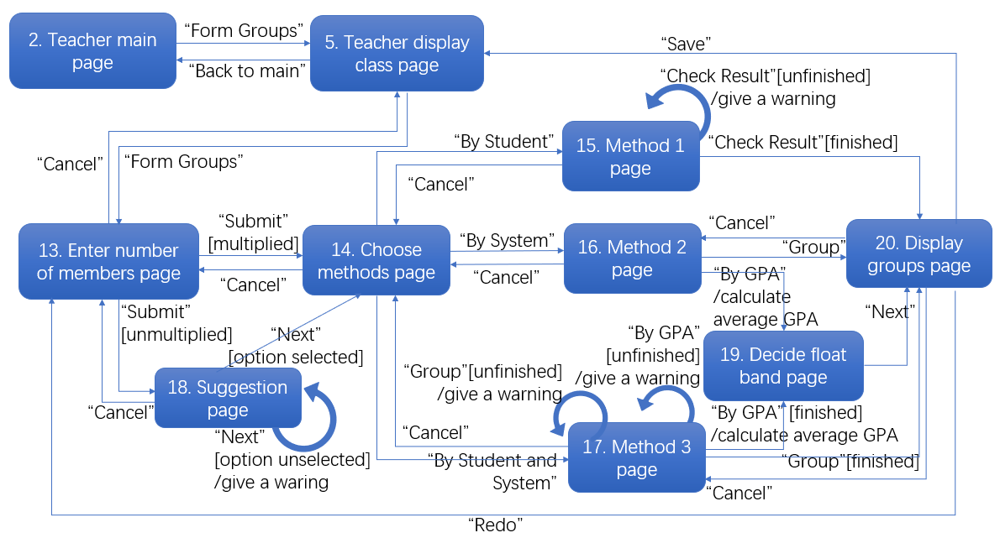 2. Teacher main
page
“Form Groups”
“Back to main”
5. Teacher display
class page
“Save”
“Check Result”[unfinished]
/give a warning
“By Student”
15. Method 1
page
“Check Result”[finished]
“Cancel”
“Form Groups”
“Cancel”
13. Enter number
of members page
“Submit”
[multiplied]
“Cancel”
14. Choose
methods page
“By System”
“Cancel”
16. Method 2
page
“Cancel”
“Group”
20. Display
groups page
“By GPA”
/calculate
average GPA
“Next”
“Submit”
[unmultiplied]
“Next”
[option selected]
“By GPA”
[unfinished]
/give a warning
19. Decide float
band page
“Group”[unfinished]
/give a warning
18. Suggestion
page
“Cancel”
“Next”
[option unselected]
/give a waring
“Cancel”
“By Student and
System”
17. Method 3
page
“By GPA” [finished]
/calculate average GPA
“Group”[finished]
“Cancel”
“Redo”